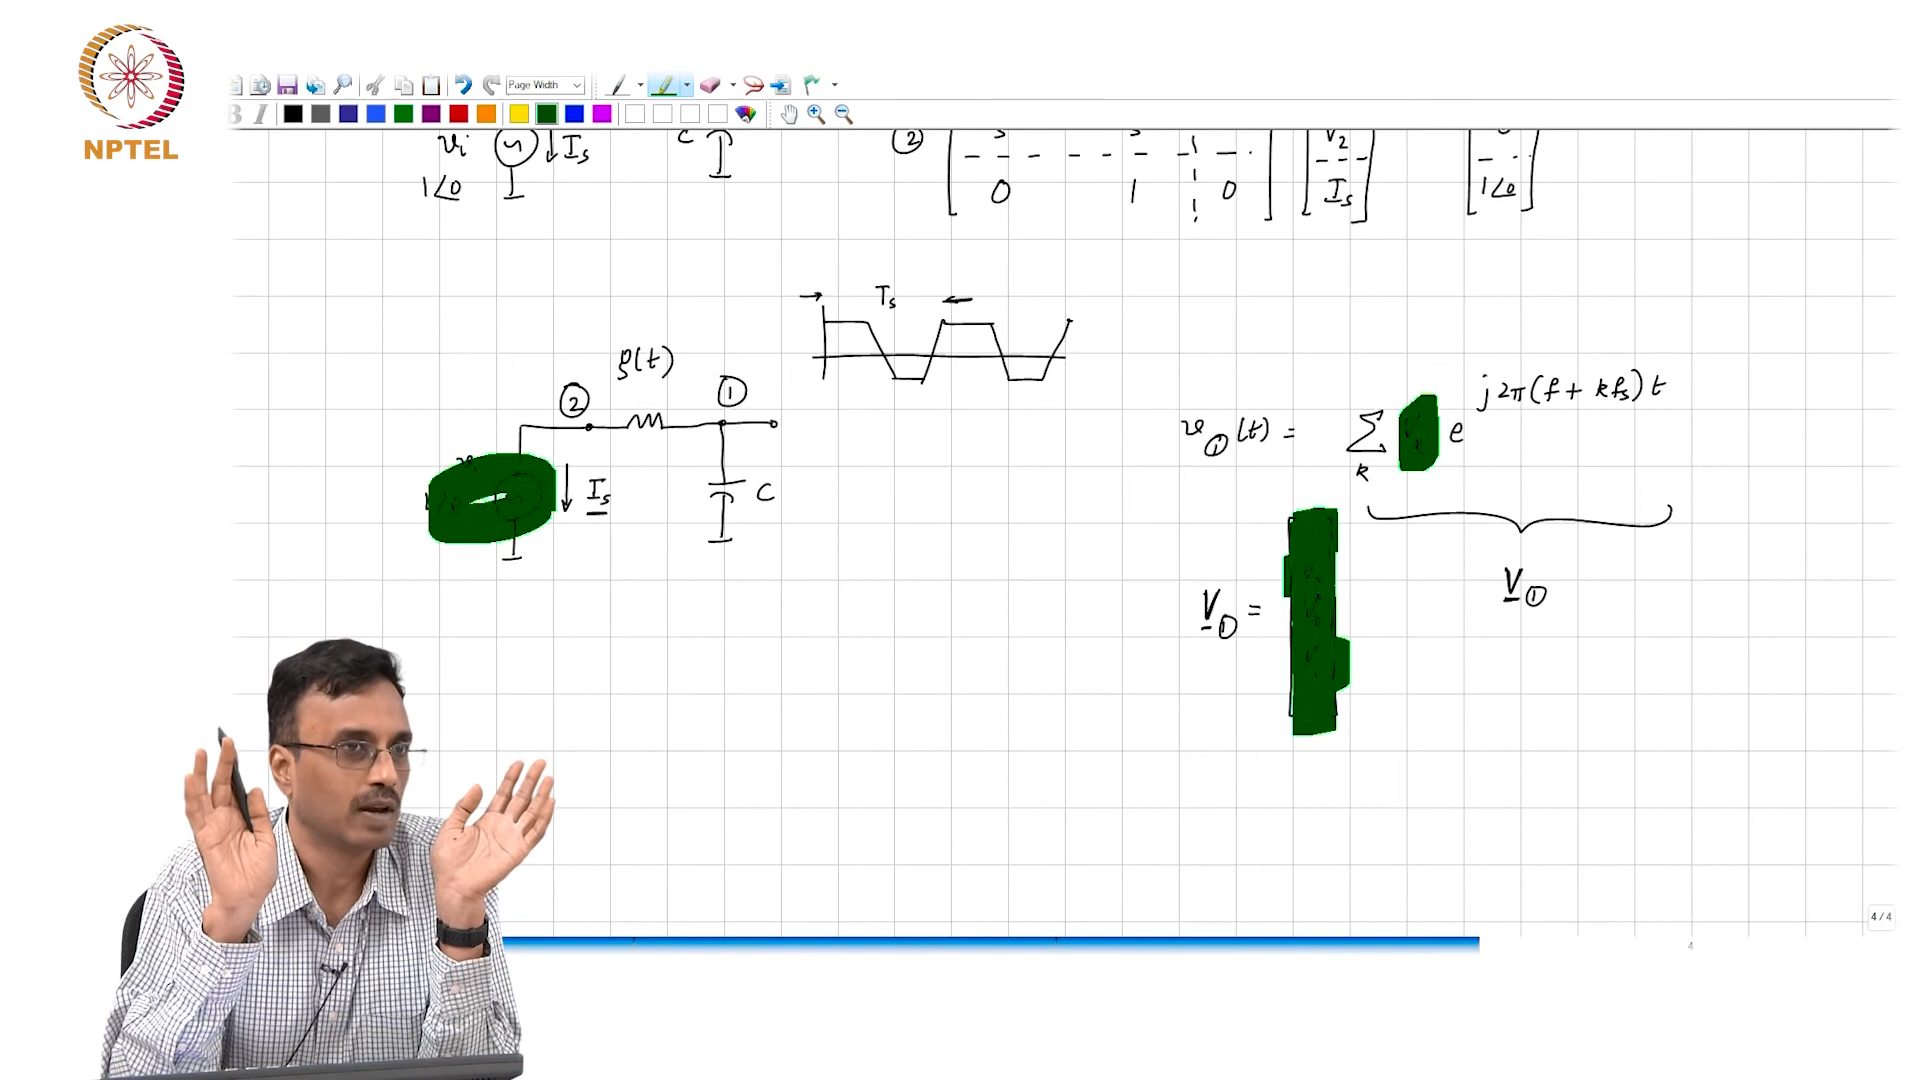 NPTEL
Page Width
B I
vi Is C
1∠0
② V2
0 1 0 Is 1∠0
Ts
g(t)
② ①
Is C
v①(t) = ∑ e j2π(f + kfs)t
k
V①
V① =
4 / 4
4